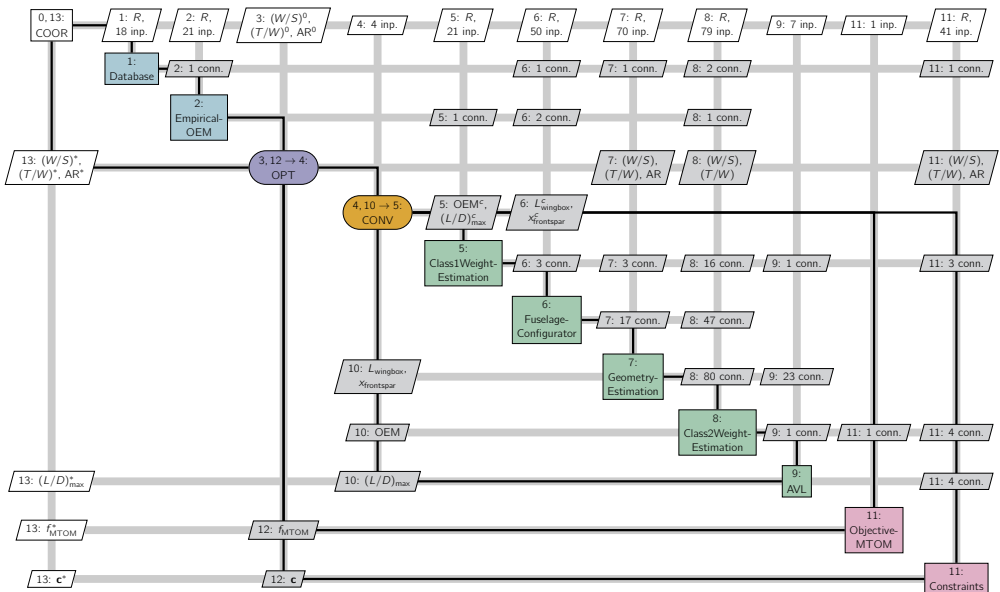 0, 13:
COOR
1: R,
18 inp.
2: R,
21 inp.
3: (W/S)⁰,
(T/W)⁰, AR⁰
4: 4 inp.
5: R,
21 inp.
6: R,
50 inp.
7: R,
70 inp.
8: R,
79 inp.
9: 7 inp.
11: 1 inp.
11: R,
41 inp.
1:
Database
2: 1 conn.
6: 1 conn.
7: 1 conn.
8: 2 conn.
11: 1 conn.
2:
Empirical-
OEM
5: 1 conn.
6: 2 conn.
8: 1 conn.
13: (W/S)*,
(T/W)*, AR*
3, 12 → 4:
OPT
7: (W/S),
(T/W), AR
8: (W/S),
(T/W)
11: (W/S),
(T/W), AR
4, 10 → 5:
CONV
5: OEMᶜ,
(L/D)ᶜmax
6: Lᶜwingbox,
xᶜfrontspar
5:
Class1Weight-
Estimation
6: 3 conn.
7: 3 conn.
8: 16 conn.
9: 1 conn.
11: 3 conn.
6:
Fuselage-
Configurator
7: 17 conn.
8: 47 conn.
10: Lwingbox,
xfrontspar
7:
Geometry-
Estimation
8: 80 conn.
9: 23 conn.
10: OEM
8:
Class2Weight-
Estimation
9: 1 conn.
11: 1 conn.
11: 4 conn.
13: (L/D)*max
10: (L/D)max
9:
AVL
11: 4 conn.
13: f*MTOM
12: fMTOM
11:
Objective-
MTOM
13: c*
12: c
11:
Constraints